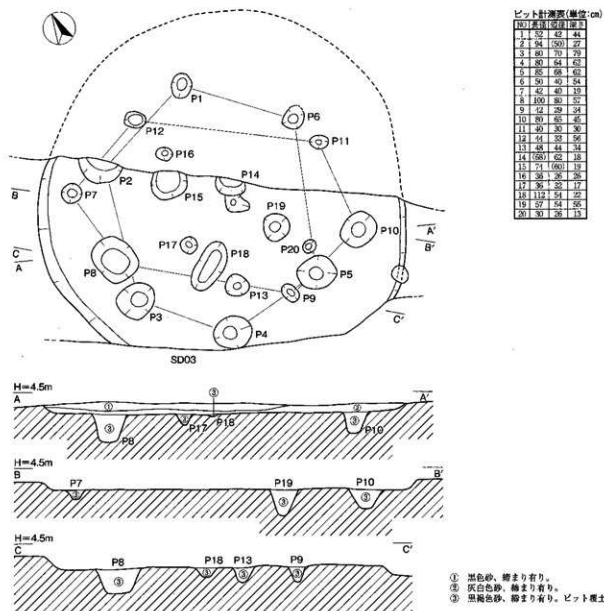 ピット計測表(単位:cm)
NO 長径 短径 深さ
1 52 42 44
2 94 (50) 27
3 80 70 79
4 80 64 62
5 85 68 62
6 50 40 54
7 42 40 19
8 100 80 57
9 42 29 34
10 80 65 45
11 40 30 30
12 44 33 56
13 48 44 34
14 (68) 62 18
15 74 (60) 19
16 36 26 28
17 36 32 17
18 112 54 22
19 57 54 55
20 30 26 13
P1
P6
P12
P11
P16
P2
P14
P7
P15
B
P19
P10
A'
B'
P17
P20
P18
C
A
P8
P5
P13
P9
P3
P4
C'
SD03
H=4.5m
A
①
③
②
A'
③
P8
③
P17
P18
③
P10
H=4.5m
B
P7
P19
P10
B'
③
③
②
H=4.5m
C
P8
P18
P13
P9
C'
③
③
③
③
① 黒色砂、締まり有り。
② 灰白色砂、締まり有り。
③ 黒褐色砂、締まり有り。ピット覆土